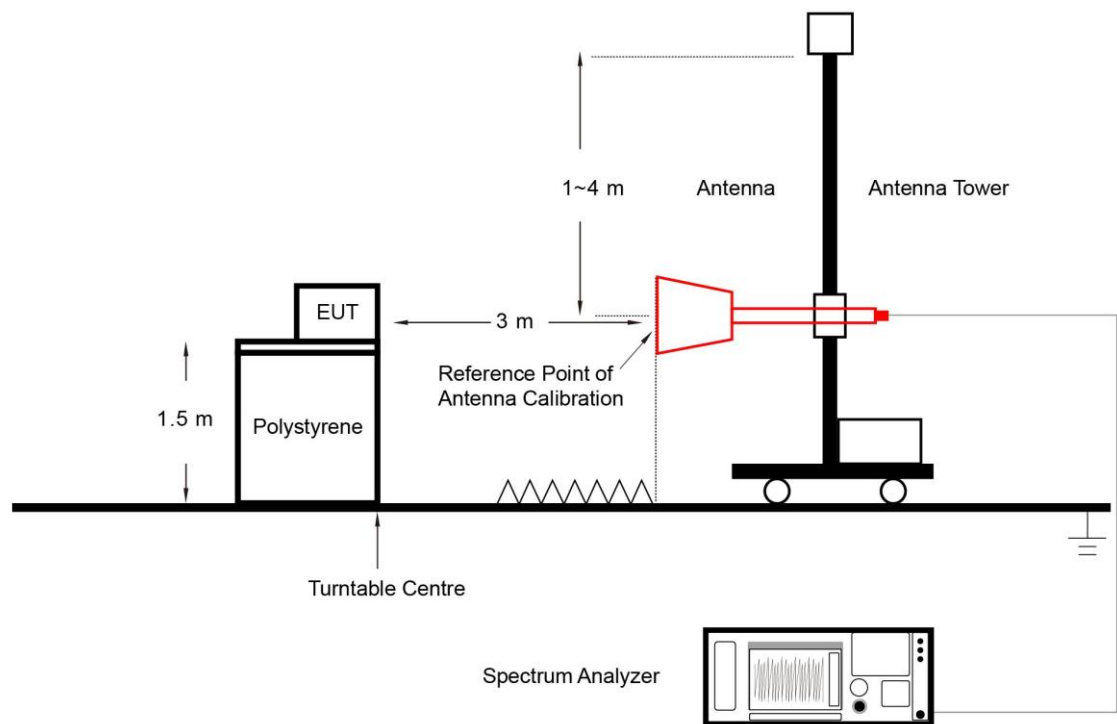 1~4 m
Antenna
Antenna Tower
EUT
3 m
Reference Point of
Antenna Calibration
1.5 m
Polystyrene
Turntable Centre
Spectrum Analyzer